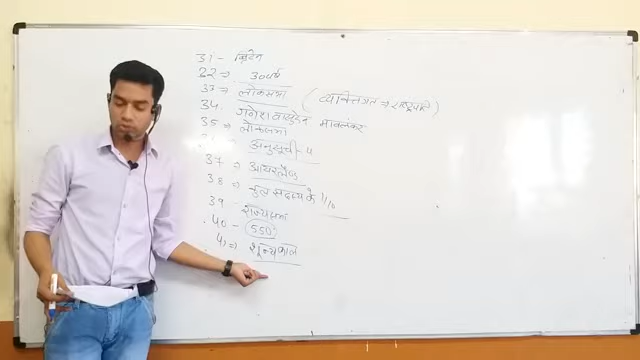 31 - ब्रिटेन
32 ⇒ 30 वर्ष
33 ⇒ लोकसभा ( व्यक्तिगत ⇒ राष्ट्रपति )
34. गणेश वासुदेव मावलंकर
35 ⇒ लोकसभा
अनुसूची - 4
37 ⇒ आयरलैण्ड
38 ⇒ कुल सदस्य के 1/10
39 राज्यसभा
40 - 550
41 ⇒ शून्यकाल